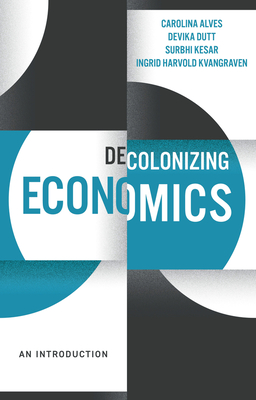 CAROLINA ALVES
DEVIKA DUTT
SURBHI KESAR
INGRID HARVOLD KVANGRAVEN
DECOLONIZING
ECONOMICS
AN INTRODUCTION